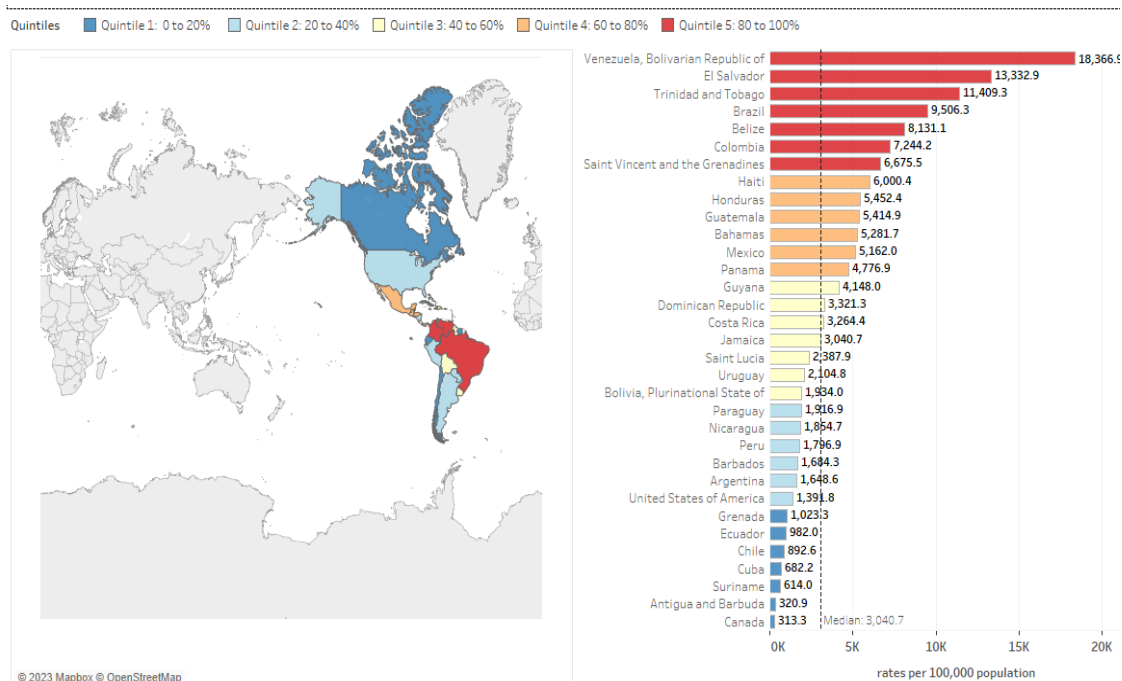 Quintiles Quintile 1: 0 to 20% Quintile 2: 20 to 40% Quintile 3: 40 to 60% Quintile 4: 60 to 80% Quintile 5: 80 to 100%
Venezuela, Bolivarian Republic of 18,366.9
El Salvador 13,332.9
Trinidad and Tobago 11,409.3
Brazil 9,506.3
Belize 8,131.1
Colombia 7,244.2
Saint Vincent and the Grenadines 6,675.5
Haiti 6,000.4
Honduras 5,452.4
Guatemala 5,414.9
Bahamas 5,281.7
Mexico 5,162.0
Panama 4,776.9
Guyana 4,148.0
Dominican Republic 3,321.3
Costa Rica 3,264.4
Jamaica 3,040.7
Saint Lucia 2,387.9
Uruguay 2,104.8
Bolivia, Plurinational State of 1,934.0
Paraguay 1,916.9
Nicaragua 1,854.7
Peru 1,796.9
Barbados 1,684.3
Argentina 1,648.6
United States of America 1,391.8
Grenada 1,023.3
Ecuador 982.0
Chile 892.6
Cuba 682.2
Suriname 614.0
Antigua and Barbuda 320.9
Canada 313.3 Median: 3,040.7
0K 5K 10K 15K 20K
rates per 100,000 population
© 2023 Mapbox © OpenStreetMap